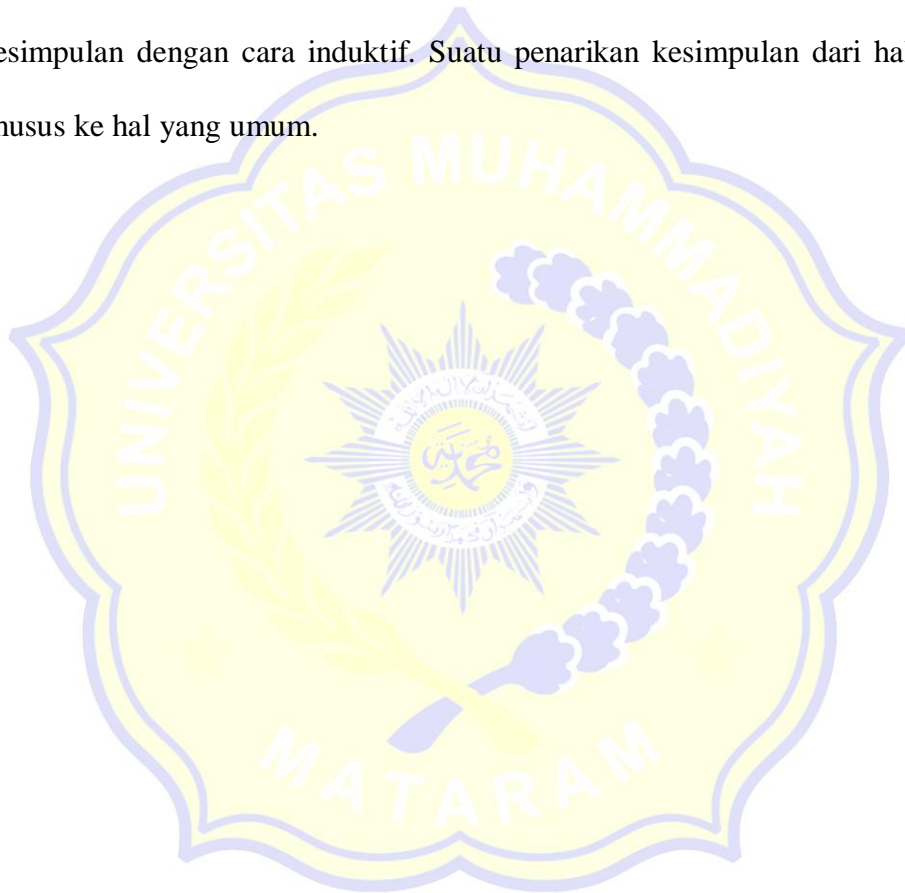 esimpulan dengan cara induktif. Suatu penarikan kesimpulan dari hal
husus ke hal yang umum.
UNIVERSITAS MUHAMMADIYAH
MATARAM